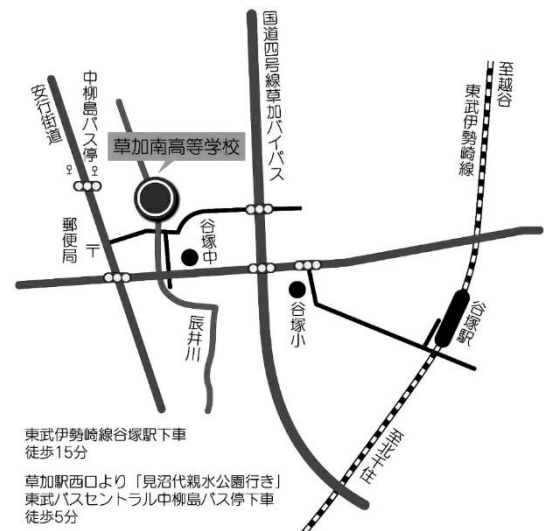 国道四号線草加バイパス
至越谷
東武伊勢崎線
安行街道
中柳島バス停
草加南高等学校
郵便局
〒
谷塚中
谷塚小
辰井川
谷塚駅
至北千住
東武伊勢崎線谷塚駅下車
徒歩15分
草加駅西口より「見沼代親水公園行き」
東武バスセントラル中柳島バス停下車
徒歩5分